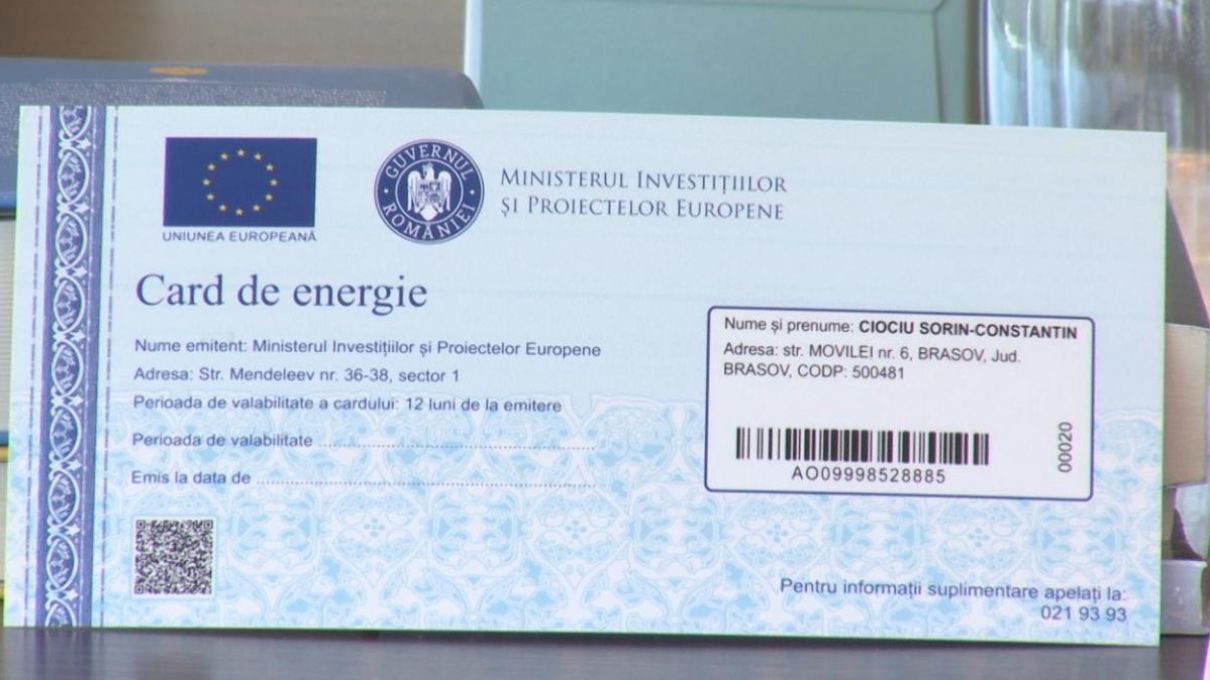 UNIUNEA EUROPEANĂ
GUVERNUL ROMÂNIEI
MINISTERUL INVESTIȚIILOR
ȘI PROIECTELOR EUROPENE
Card de energie
Nume emitent: Ministerul Investițiilor și Proiectelor Europene
Adresa: Str. Mendeleev nr. 36-38, sector 1
Perioada de valabilitate a cardului: 12 luni de la emitere
Perioada de valabilitate
Emis la data de
Nume și prenume: CIOCIU SORIN-CONSTANTIN
Adresa: str. MOVILEI nr. 6, BRASOV, Jud.
BRASOV, CODP: 500481
AO09998528885
00020
Pentru informații suplimentare apelați la:
021 93 93